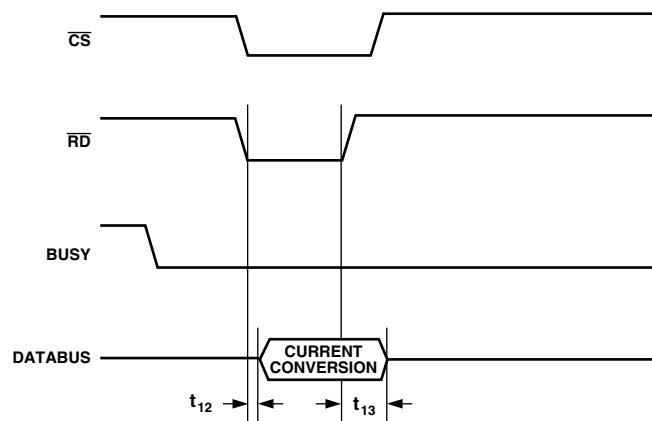 CS
RD
BUSY
DATABUS
CURRENT
CONVERSION
t12
t13